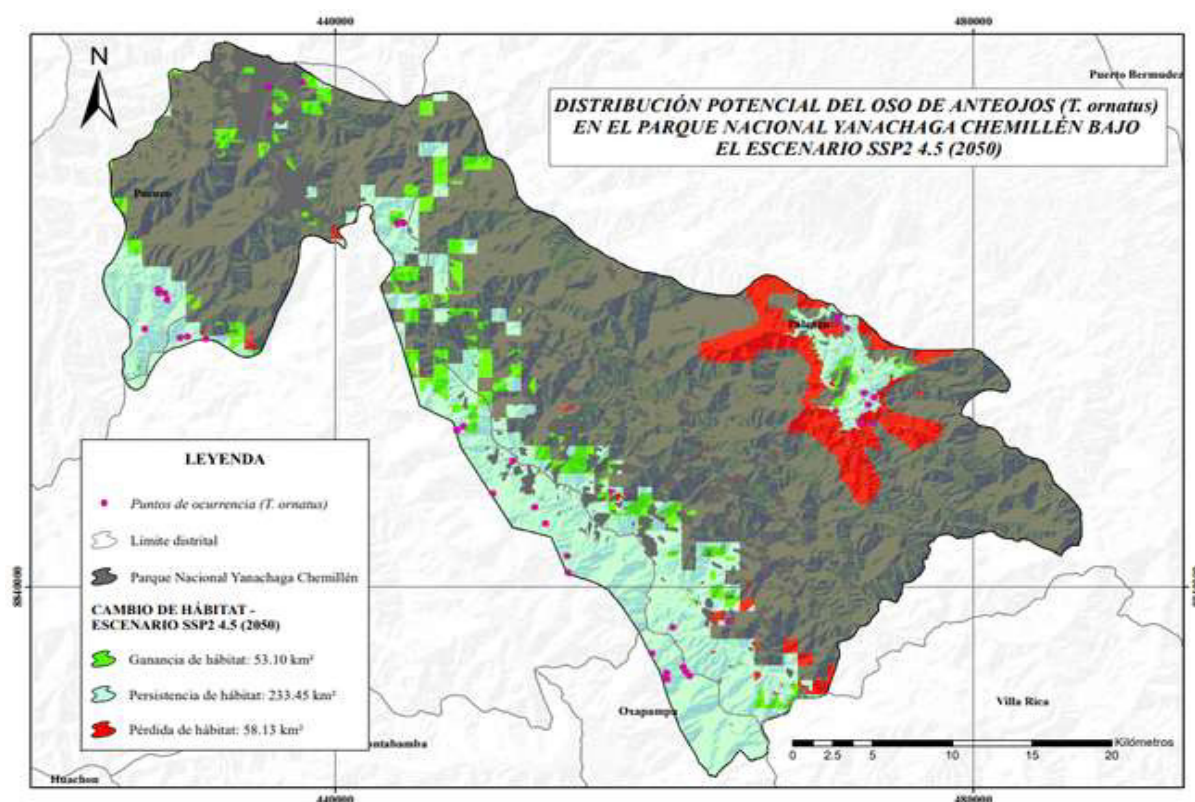 440000
480000
N
Puerto Bermudez
DISTRIBUCIÓN POTENCIAL DEL OSO DE ANTEOJOS (T. ornatus)
EN EL PARQUE NACIONAL YANACHAGA CHEMILLÉN BAJO
EL ESCENARIO SSP2 4.5 (2050)
Pozuzo
Palcazu
LEYENDA
Puntos de ocurrencia (T. ornatus)
Limite distrital
Parque Nacional Yanachaga Chemillén
CAMBIO DE HÁBITAT -
ESCENARIO SSP2 4.5 (2050)
Ganancia de hábitat: 53.10 km²
Persistencia de hábitat: 233.45 km²
Pérdida de hábitat: 58.13 km²
8840000
Oxapampa
Villa Rica
ontabamba
Huachon
0 2.5 5 10 15 20
Kilómetros
440000
480000